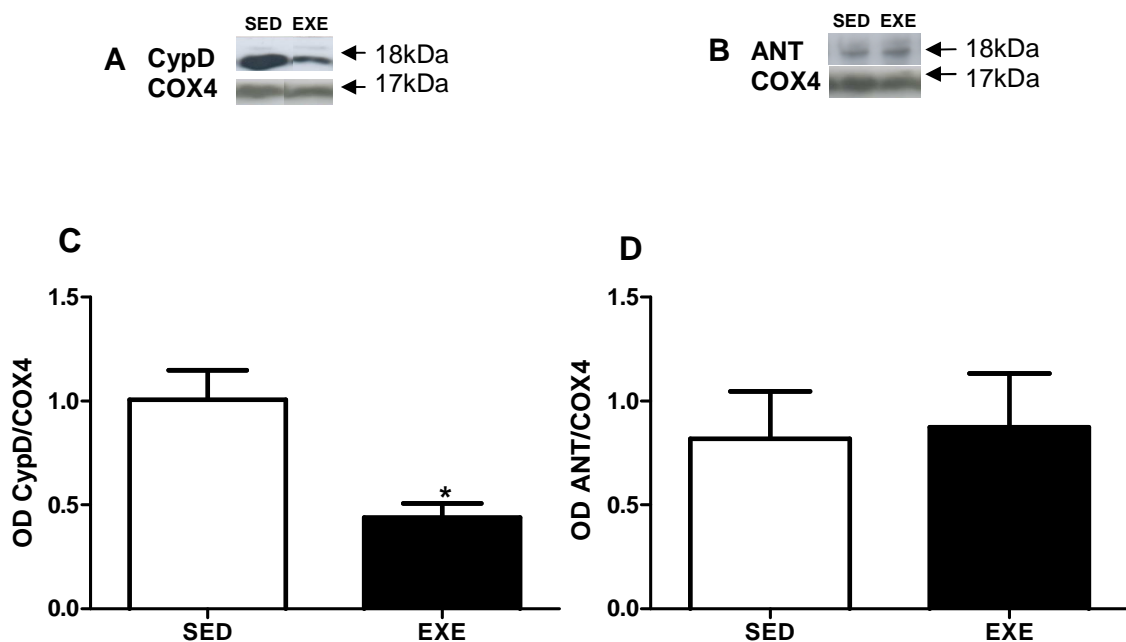 SED EXE
A CypD 18kDa
COX4 17kDa
SED EXE
B ANT 18kDa
COX4 17kDa
C
1.5
1.0
0.5
0.0
OD CypD/COX4
*
SED EXE
D
1.5
1.0
0.5
0.0
OD ANT/COX4
SED EXE